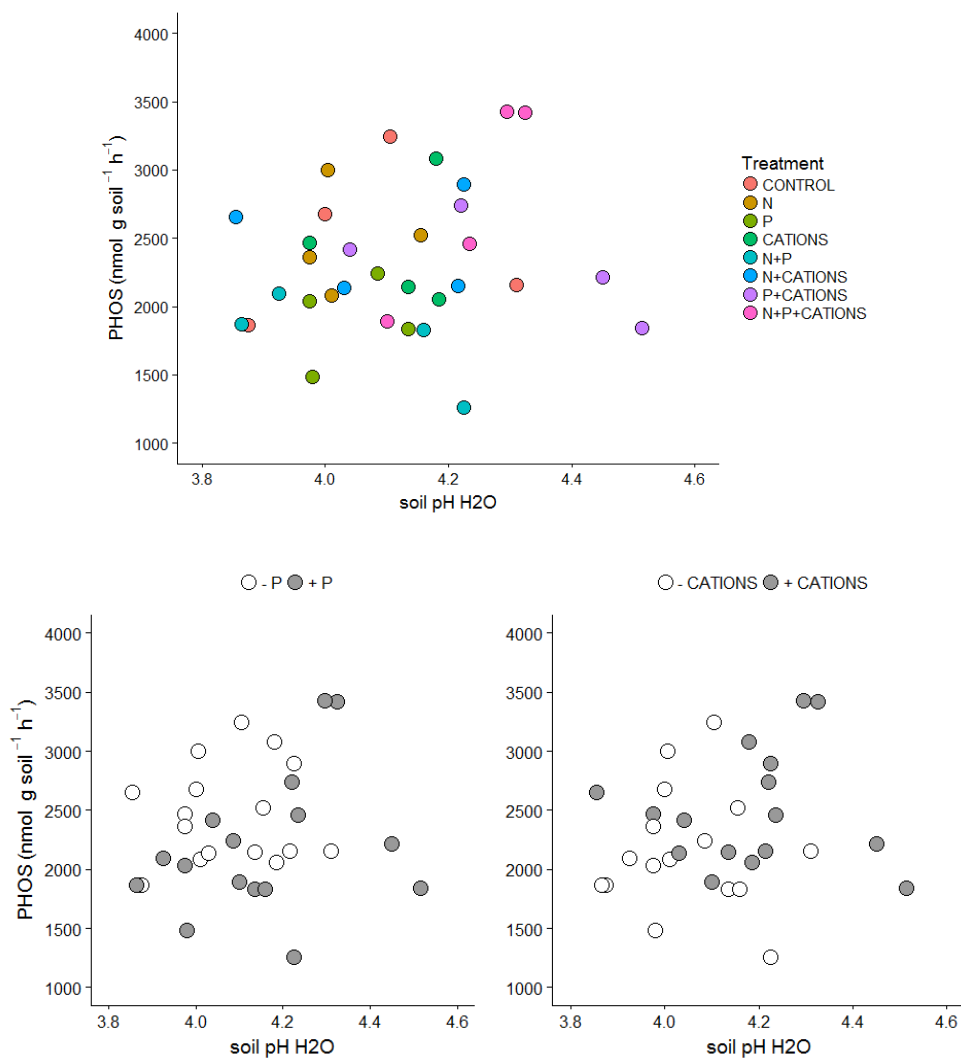 4000
3500
3000
2500
2000
1500
1000
PHOS (nmol g soil ⁻¹ h⁻¹)
3.8 4.0 4.2 4.4 4.6
soil pH H2O
Treatment
CONTROL
N
P
CATIONS
N+P
N+CATIONS
P+CATIONS
N+P+CATIONS
- P + P
4000
3500
3000
2500
2000
1500
1000
PHOS (nmol g soil ⁻¹ h⁻¹)
3.8 4.0 4.2 4.4 4.6
soil pH H2O
- CATIONS + CATIONS
4000
3500
3000
2500
2000
1500
1000
3.8 4.0 4.2 4.4 4.6
soil pH H2O